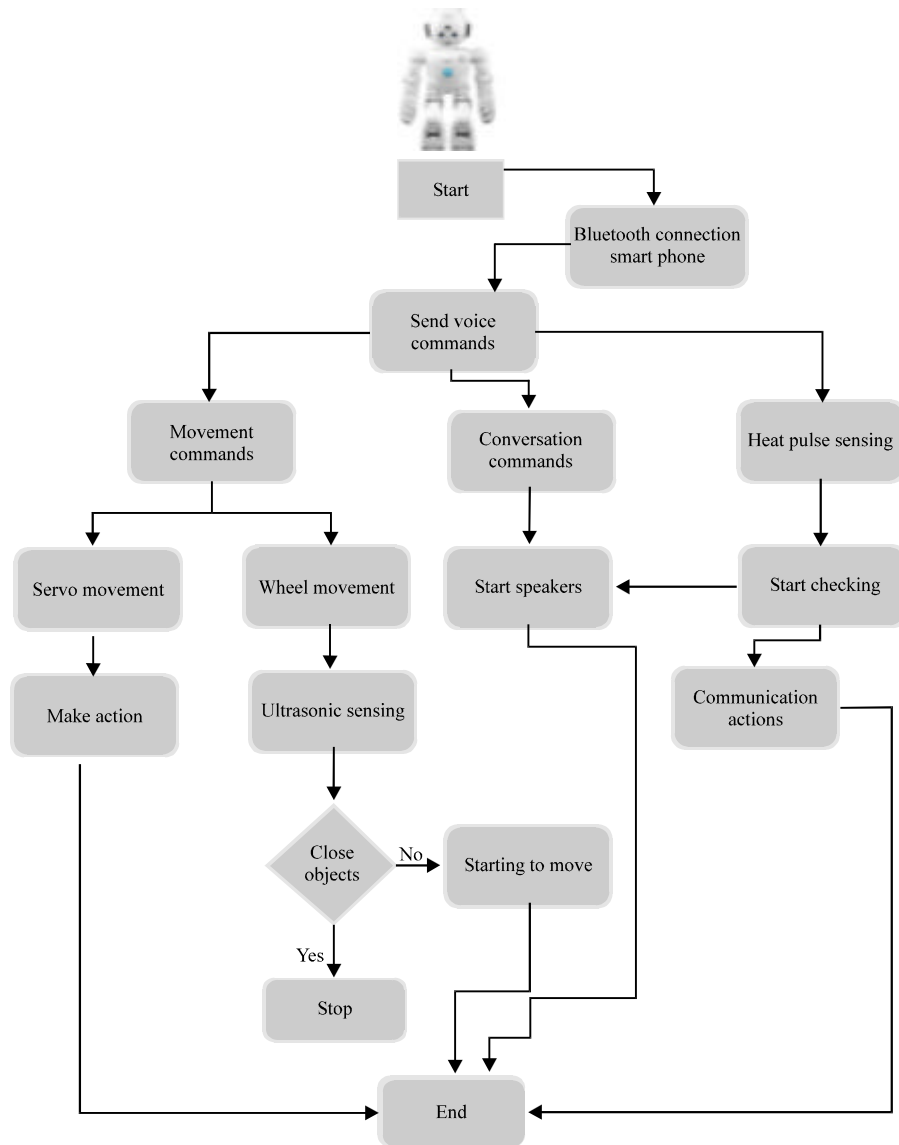 Start
Bluetooth connection
smart phone
Send voice
commands
Movement
commands
Conversation
commands
Heat pulse sensing
Servo movement
Wheel movement
Start speakers
Start checking
Make action
Ultrasonic sensing
Communication
actions
Close
objects
No
Starting to move
Yes
Stop
End